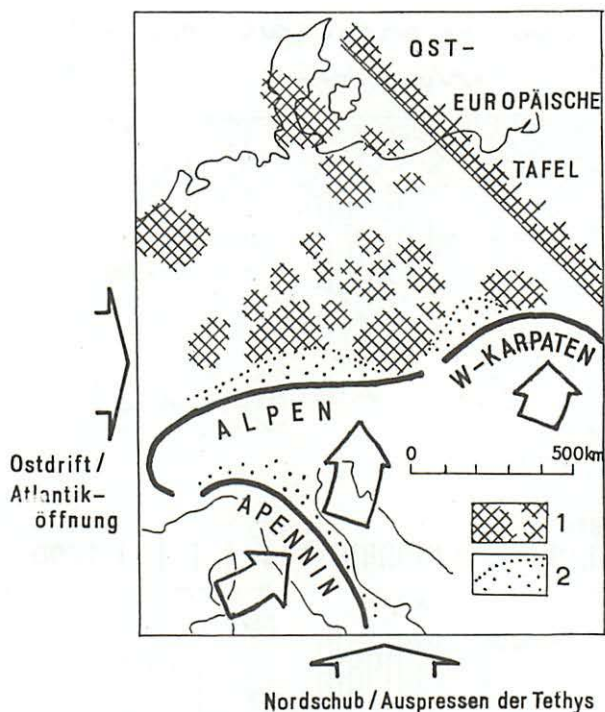 OST-
EUROPÄISCHE
TAFEL
W-KARPATEN
ALPEN
0 500km
Ostdrift/
Atlantik-
öffnung
APENNIN
1
2
Nordschub/Auspressen der Tethys